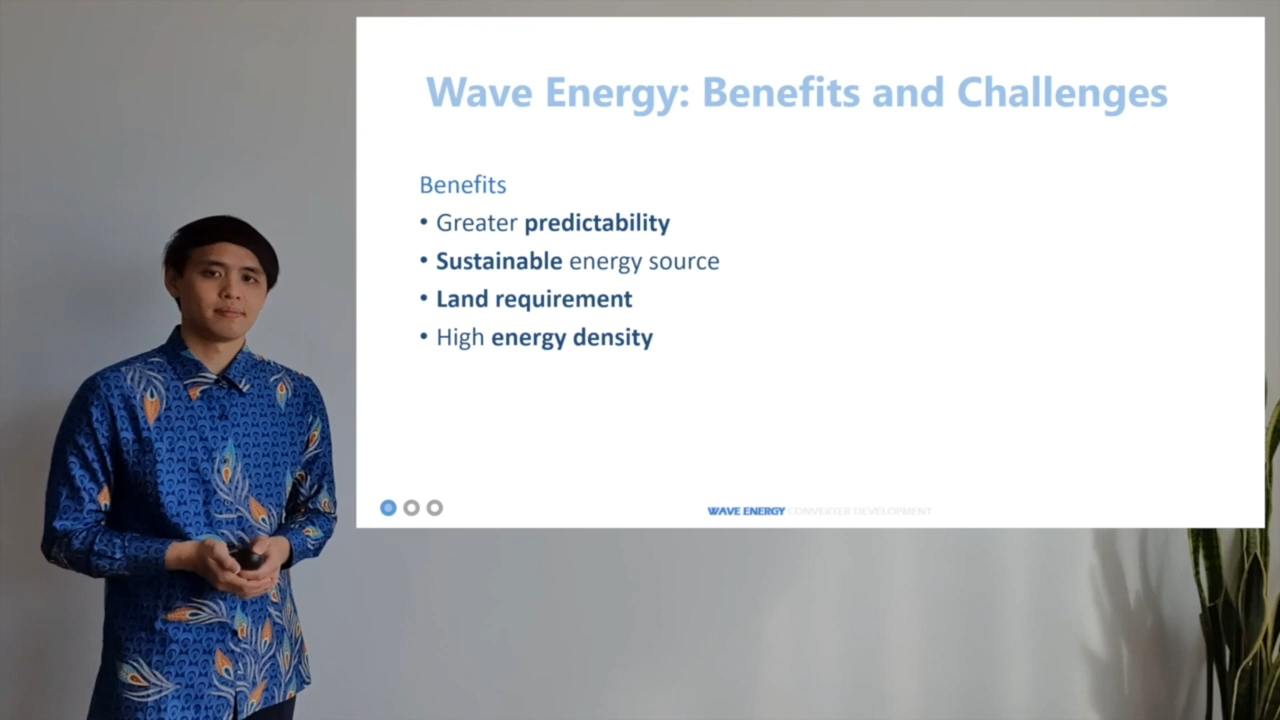 Wave Energy: Benefits and Challenges
Benefits
• Greater predictability
• Sustainable energy source
• Land requirement
• High energy density
WAVE ENERGY CONVERTER DEVELOPMENT